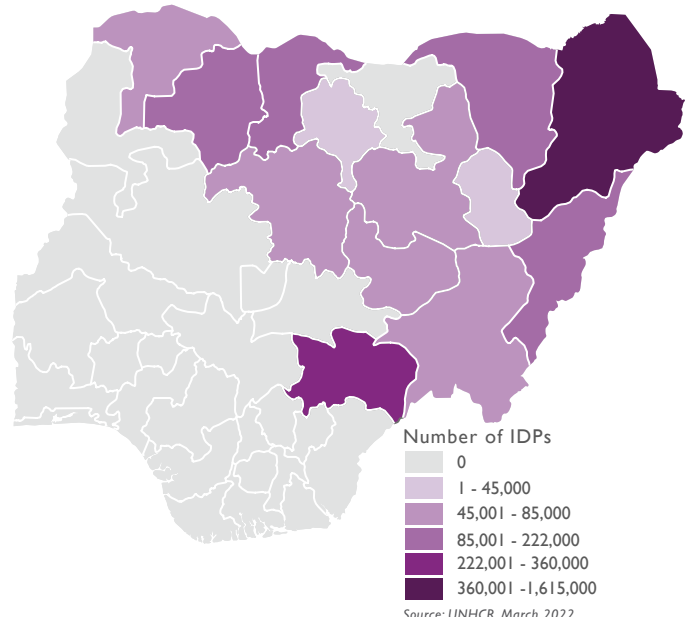 Number of IDPs
0
1 - 45,000
45,001 - 85,000
85,001 - 222,000
222,001 - 360,000
360,001 -1,615,000
Source: UNHCR, March 2022